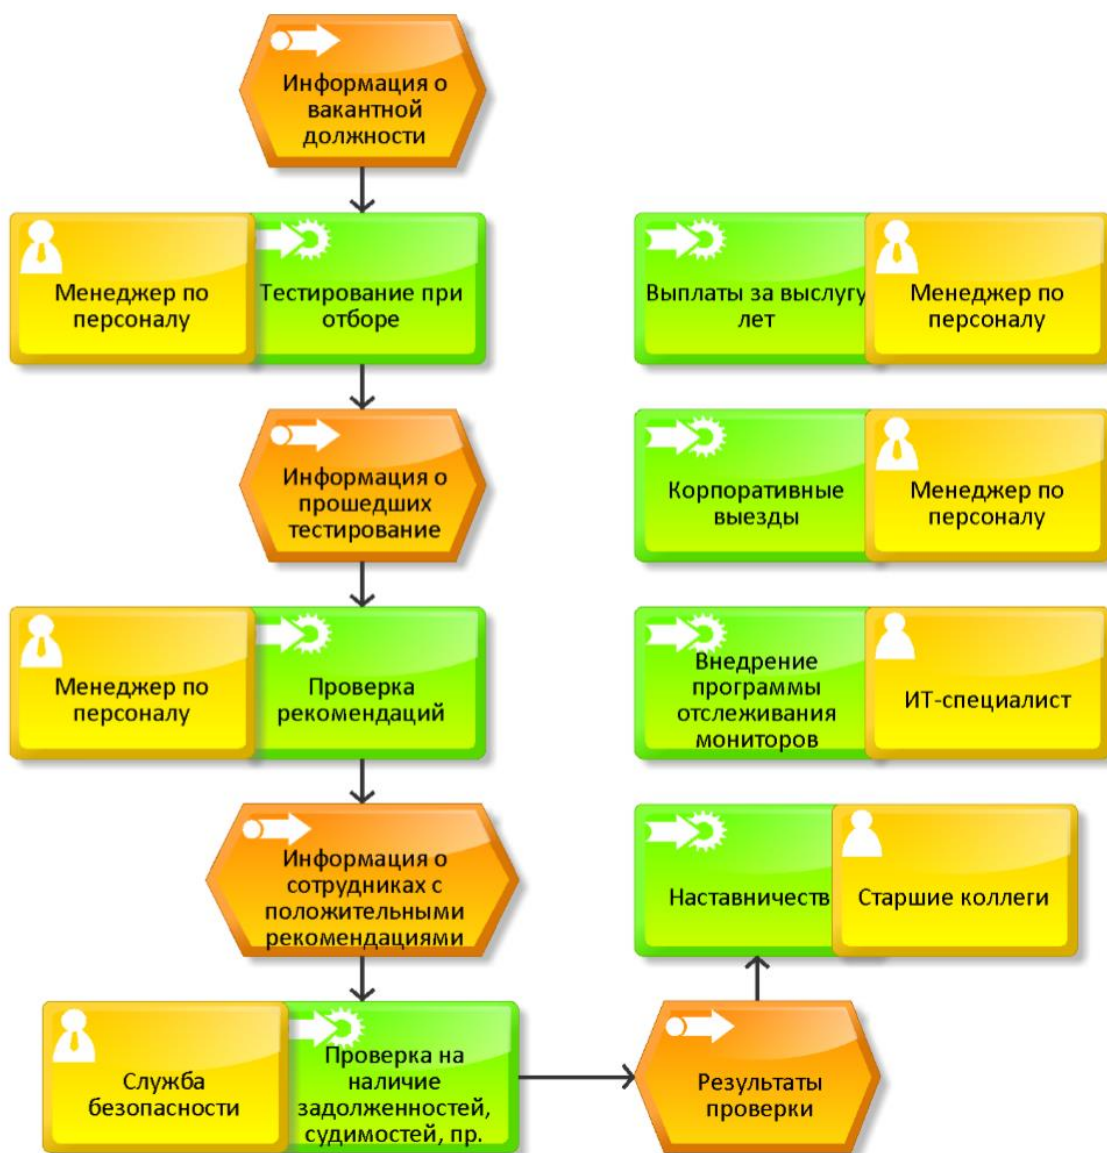 Информация о
вакантной
должности
Менеджер по
персоналу
Тестирование при
отборе
Выплаты за выслугу
лет
Менеджер по
персоналу
Информация о
прошедших
тестирование
Корпоративные
выезды
Менеджер по
персоналу
Менеджер по
персоналу
Проверка
рекомендаций
Внедрение
программы
отслеживания
мониторов
ИТ-специалист
Информация о
сотрудниках с
положительными
рекомендациями
Наставничеств
Старшие коллеги
Служба
безопасности
Проверка на
наличие
задолженностей,
судимостей, пр.
Результаты
проверки